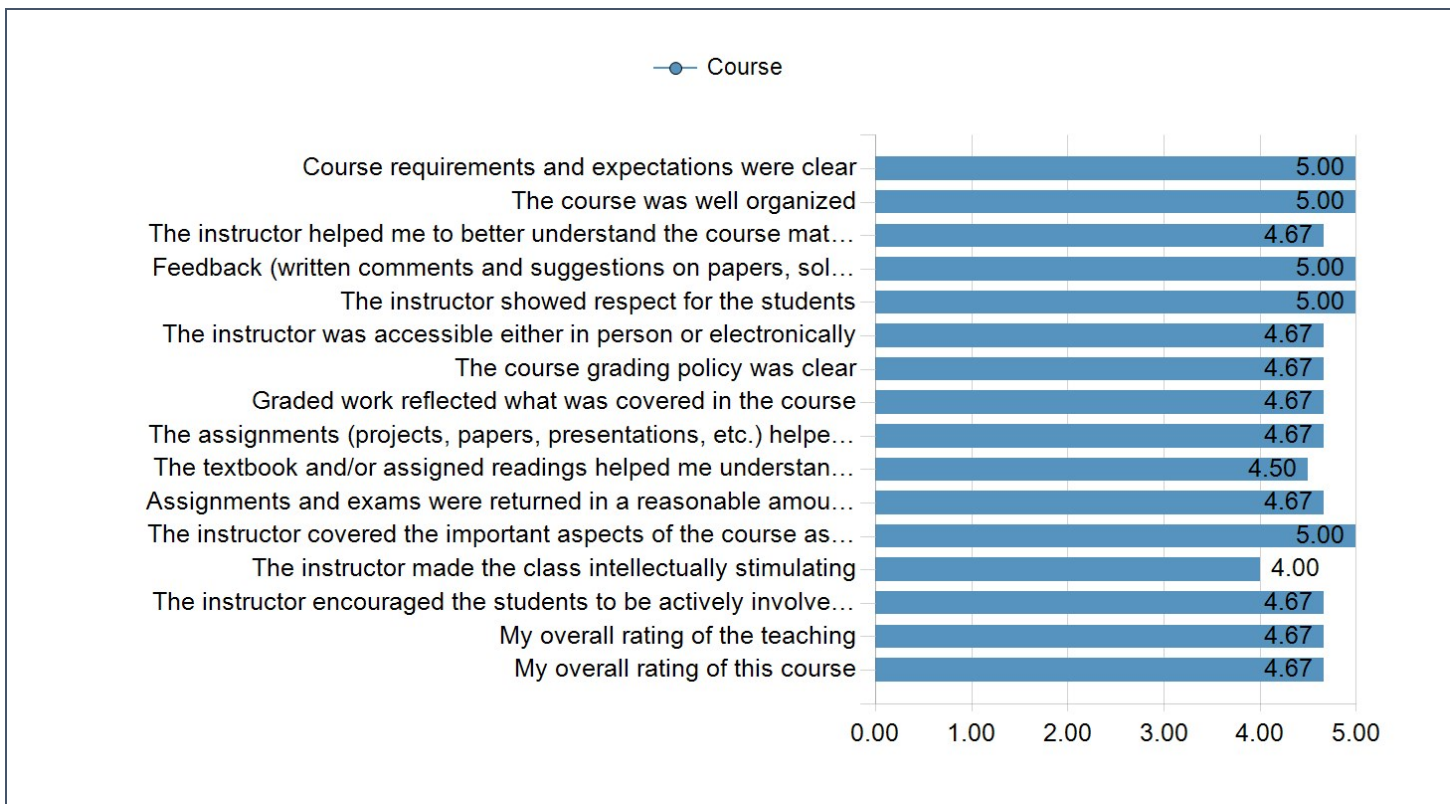 Course
Course requirements and expectations were clear 5.00
The course was well organized 5.00
The instructor helped me to better understand the course mat… 4.67
Feedback (written comments and suggestions on papers, sol… 5.00
The instructor showed respect for the students 5.00
The instructor was accessible either in person or electronically 4.67
The course grading policy was clear 4.67
Graded work reflected what was covered in the course 4.67
The assignments (projects, papers, presentations, etc.) helpe… 4.67
The textbook and/or assigned readings helped me understan… 4.50
Assignments and exams were returned in a reasonable amou… 4.67
The instructor covered the important aspects of the course as… 5.00
The instructor made the class intellectually stimulating 4.00
The instructor encouraged the students to be actively involve… 4.67
My overall rating of the teaching 4.67
My overall rating of this course 4.67
0.00 1.00 2.00 3.00 4.00 5.00